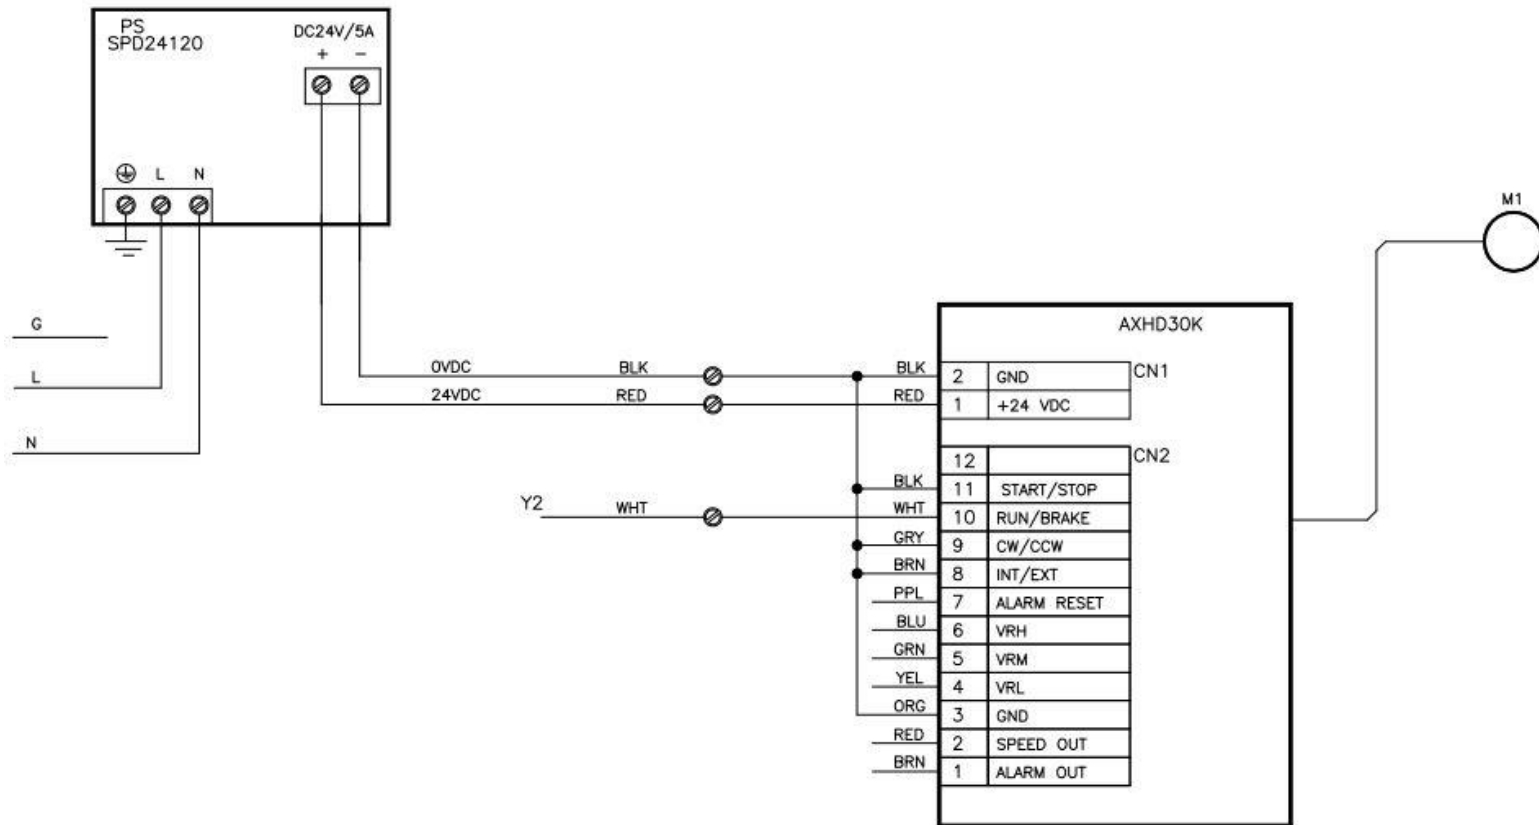 PS
SPD24120
DC24V/5A
+ −
L N
M1
G
L
N
AXHD30K
0VDC BLK BLK 2 GND CN1
24VDC RED RED 1 +24 VDC
12 CN2
BLK 11 START/STOP
Y2 WHT WHT 10 RUN/BRAKE
GRY 9 CW/CCW
BRN 8 INT/EXT
PPL 7 ALARM RESET
BLU 6 VRH
GRN 5 VRM
YEL 4 VRL
ORG 3 GND
RED 2 SPEED OUT
BRN 1 ALARM OUT